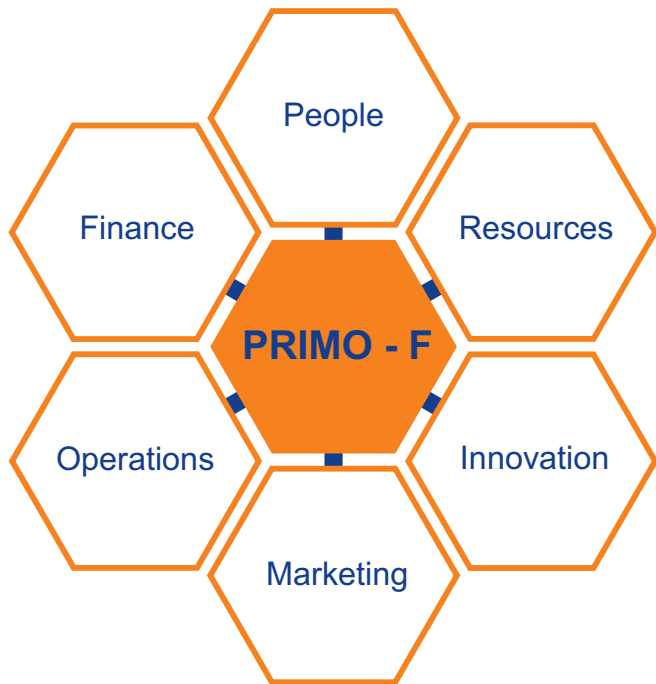 People
Finance
Resources
PRIMO - F
Operations
Innovation
Marketing